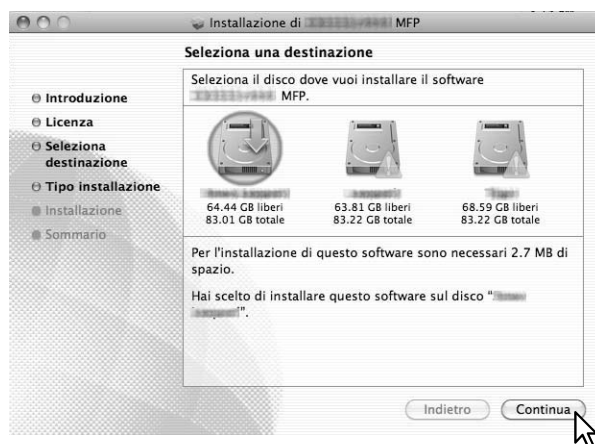 Installazione di MFP
Seleziona una destinazione
Introduzione
Licenza
Seleziona
destinazione
Tipo installazione
Installazione
Sommario
Seleziona il disco dove vuoi installare il software
MFP.
64.44 GB liberi
83.01 GB totale
63.81 GB liberi
83.22 GB totale
68.59 GB liberi
83.22 GB totale
Per l'installazione di questo software sono necessari 2.7 MB di
spazio.
Hai scelto di installare questo software sul disco "
".
Indietro
Continua